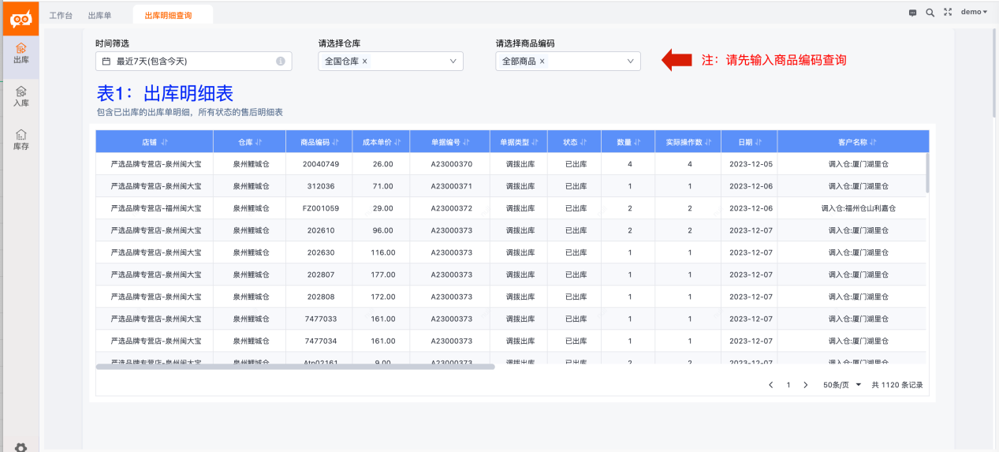 工作台 出库单 出库明细查询 demo
出库
入库
库存
时间筛选 请选择仓库 请选择商品编码
最近7天(包含今天) 全国仓库 × 全部商品 × 注：请先输入商品编码查询
表1：出库明细表
包含已出库的出库单明细，所有状态的售后明细表
店铺 仓库 商品编码 成本单价 单据编号 单据类型 状态 数量 实际操作数 日期 客户名称
严选品牌专营店-泉州闽大宝 泉州鲤城仓 20040749 26.00 A23000370 调拨出库 已出库 4 4 2023-12-05 调入仓:厦门湖里仓
严选品牌专营店-泉州闽大宝 泉州鲤城仓 312036 71.00 A23000371 调拨出库 已出库 1 1 2023-12-06 调入仓:厦门湖里仓
严选品牌专营店-福州闽大宝 泉州鲤城仓 FZ001059 29.00 A23000372 调拨出库 已出库 2 2 2023-12-06 调入仓:福州仓山利嘉仓
严选品牌专营店-泉州闽大宝 泉州鲤城仓 202610 96.00 A23000373 调拨出库 已出库 2 2 2023-12-07 调入仓:厦门湖里仓
严选品牌专营店-泉州闽大宝 泉州鲤城仓 202630 116.00 A23000373 调拨出库 已出库 1 1 2023-12-07 调入仓:厦门湖里仓
严选品牌专营店-泉州闽大宝 泉州鲤城仓 202807 177.00 A23000373 调拨出库 已出库 1 1 2023-12-07 调入仓:厦门湖里仓
严选品牌专营店-泉州闽大宝 泉州鲤城仓 202808 172.00 A23000373 调拨出库 已出库 1 1 2023-12-07 调入仓:厦门湖里仓
严选品牌专营店-泉州闽大宝 泉州鲤城仓 7477033 161.00 A23000373 调拨出库 已出库 1 1 2023-12-07 调入仓:厦门湖里仓
严选品牌专营店-泉州闽大宝 泉州鲤城仓 7477034 161.00 A23000373 调拨出库 已出库 1 1 2023-12-07 调入仓:厦门湖里仓
严选品牌专营店-泉州闽大宝 泉州鲤城仓 Atp02161 9.00 A23000373 调拨出库 已出库 2 2 2023-12-07 调入仓:厦门湖里仓
1 50条/页 共 1120 条记录